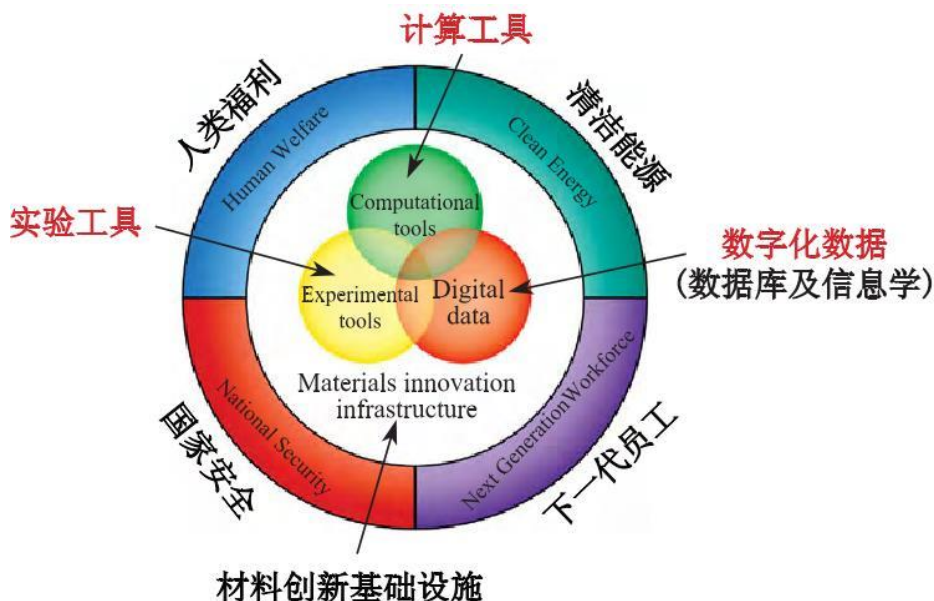 计算工具
人类福利
Human Welfare
清洁能源
Clean Energy
Computational
tools
实验工具
数字化数据
(数据库及信息学)
Experimental
tools
Digital
data
Materials innovation
infrastructure
国家安全
National Security
Next Generation Workforce
下一代员工
材料创新基础设施